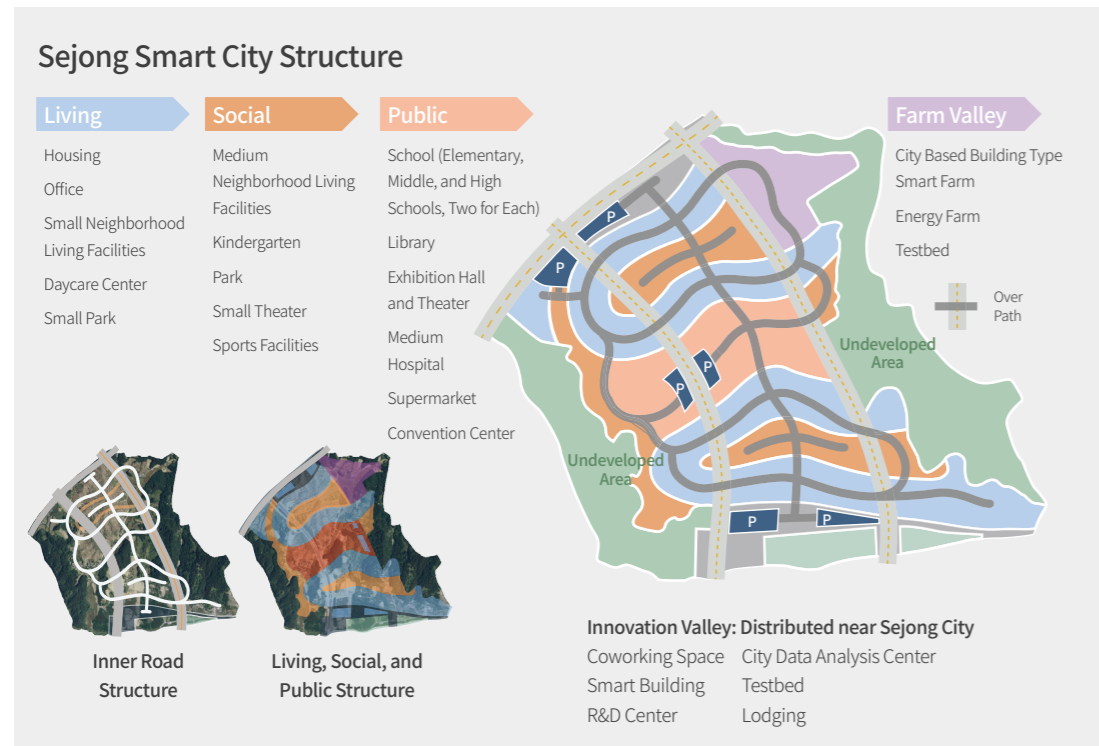 Sejong Smart City Structure
Living
Housing
Office
Small Neighborhood
Living Facilities
Daycare Center
Small Park
Social
Medium
Neighborhood Living
Facilities
Kindergarten
Park
Small Theater
Sports Facilities
Public
School (Elementary,
Middle, and High
Schools, Two for Each)
Library
Exhibition Hall
and Theater
Medium
Hospital
Supermarket
Convention Center
Farm Valley
City Based Building Type
Smart Farm
Energy Farm
Testbed
Over
Path
P
P
P
P
P
P
Undeveloped
Area
Undeveloped
Area
Inner Road
Structure
Living, Social, and
Public Structure
Innovation Valley: Distributed near Sejong City
Coworking Space
Smart Building
R&D Center
City Data Analysis Center
Testbed
Lodging